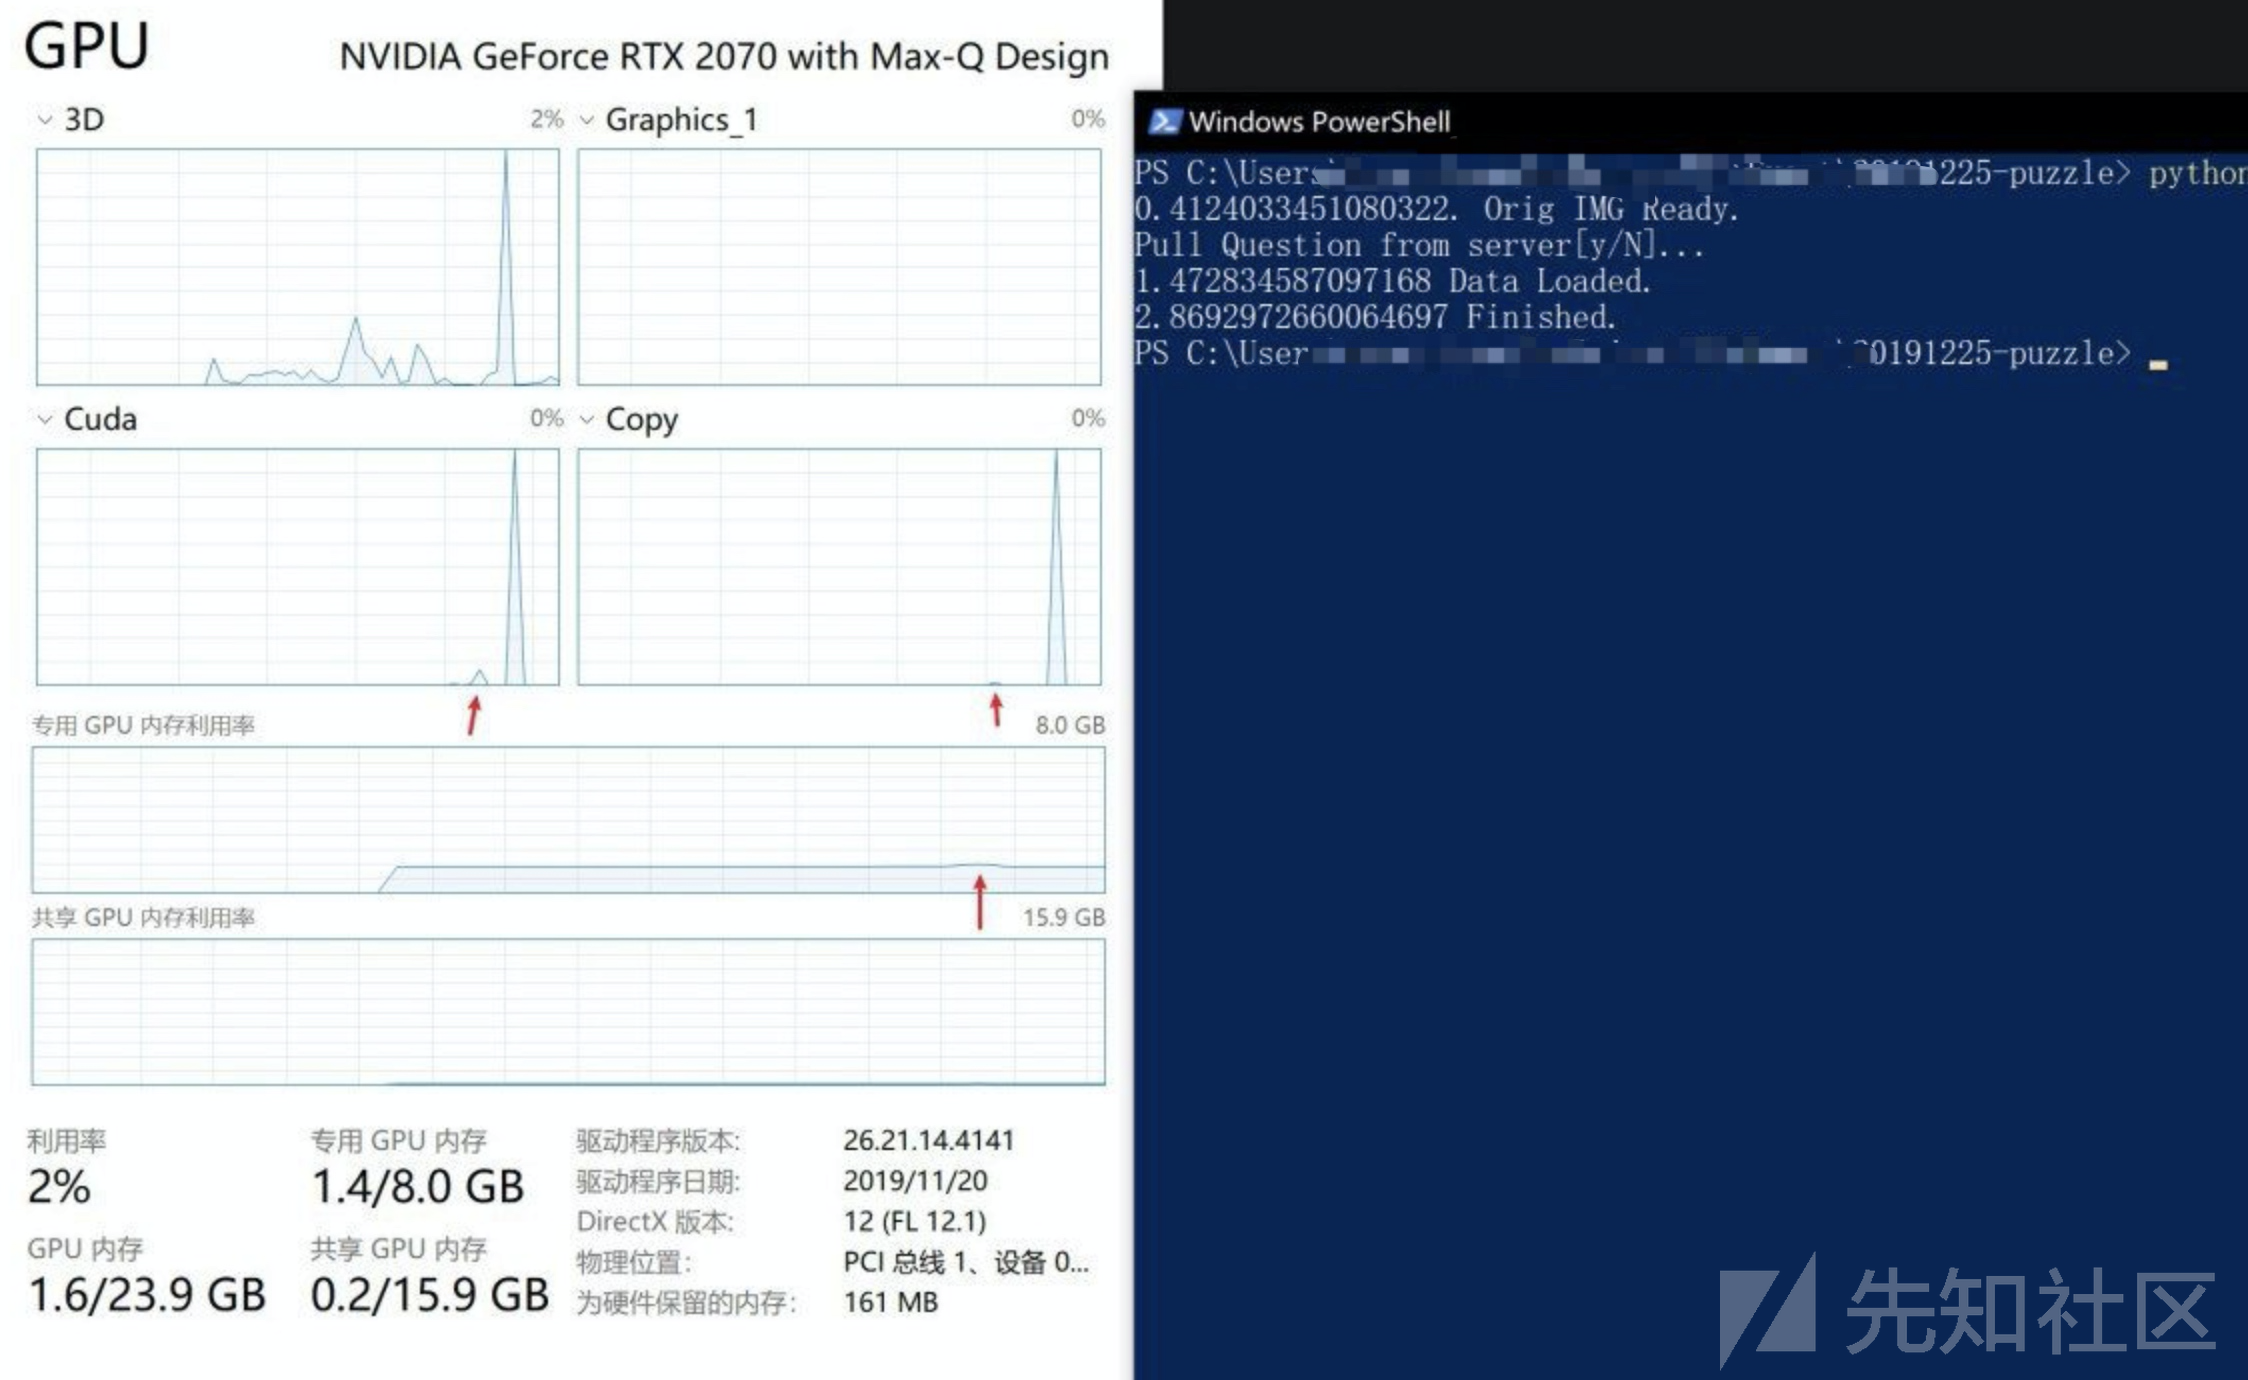 GPU
NVIDIA GeForce RTX 2070 with Max-Q Design
3D 2%
Graphics_1 0%
Cuda 0%
Copy 0%
专用 GPU 内存利用率 8.0 GB
共享 GPU 内存利用率 15.9 GB
利用率
2%
专用 GPU 内存
1.4/8.0 GB
GPU 内存
1.6/23.9 GB
共享 GPU 内存
0.2/15.9 GB
驱动程序版本: 26.21.14.4141
驱动程序日期: 2019/11/20
DirectX 版本: 12 (FL 12.1)
物理位置: PCI 总线 1、设备 0...
为硬件保留的内存: 161 MB
Windows PowerShell
PS C:\Users 1225-puzzle> python
0.4124033451080322. Orig IMG Ready.
Pull Question from server[y/N]...
1.472834587097168 Data Loaded.
2.8692972660064697 Finished.
PS C:\User 0191225-puzzle>
先知社区